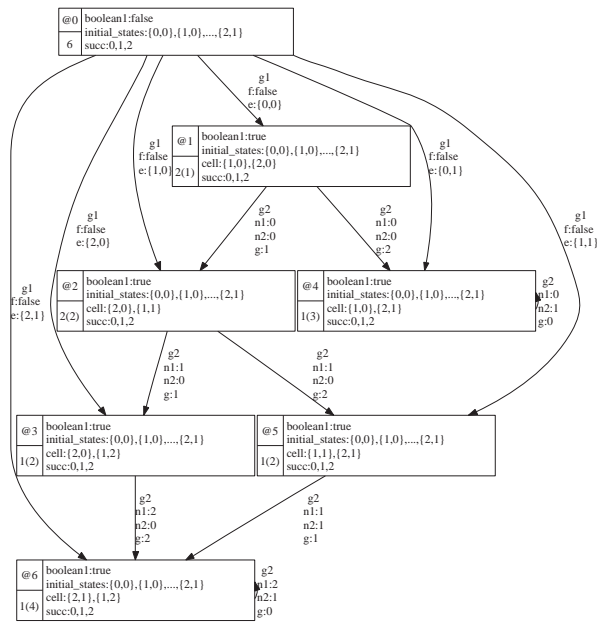 @0
6
boolean1:false
initial_states:{0,0},{1,0},...,{2,1}
succ:0,1,2
g1
f:false
e:{0,0}
@1
2(1)
boolean1:true
initial_states:{0,0},{1,0},...,{2,1}
cell:{1,0},{2,0}
succ:0,1,2
g1
f:false
e:{1,0}
g1
f:false
e:{0,1}
g1
f:false
e:{2,0}
g2
n1:0
n2:0
g:1
g2
n1:0
n2:0
g:2
g1
f:false
e:{1,1}
g1
f:false
e:{2,1}
@2
2(2)
boolean1:true
initial_states:{0,0},{1,0},...,{2,1}
cell:{2,0},{1,1}
succ:0,1,2
@4
1(3)
boolean1:true
initial_states:{0,0},{1,0},...,{2,1}
cell:{1,0},{2,1}
succ:0,1,2
g2
n1:0
n2:1
g:0
g2
n1:1
n2:0
g:1
g2
n1:1
n2:0
g:2
@3
1(2)
boolean1:true
initial_states:{0,0},{1,0},...,{2,1}
cell:{2,0},{1,2}
succ:0,1,2
@5
1(2)
boolean1:true
initial_states:{0,0},{1,0},...,{2,1}
cell:{1,1},{2,1}
succ:0,1,2
g2
n1:2
n2:0
g:2
g2
n1:1
n2:1
g:1
@6
1(4)
boolean1:true
initial_states:{0,0},{1,0},...,{2,1}
cell:{2,1},{1,2}
succ:0,1,2
g2
n1:2
n2:1
g:0